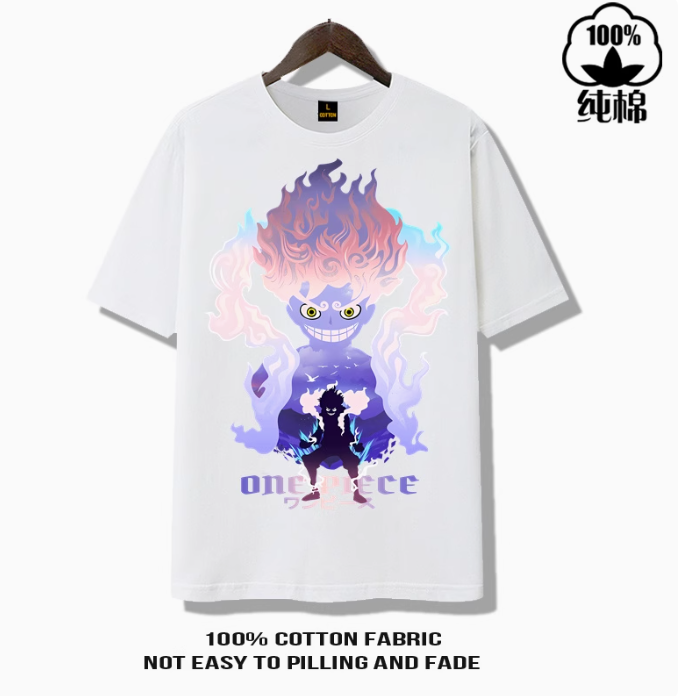 100%
纯棉
L
COTTON
ONE PIECE
ワンピース
100% COTTON FABRIC
NOT EASY TO PILLING AND FADE